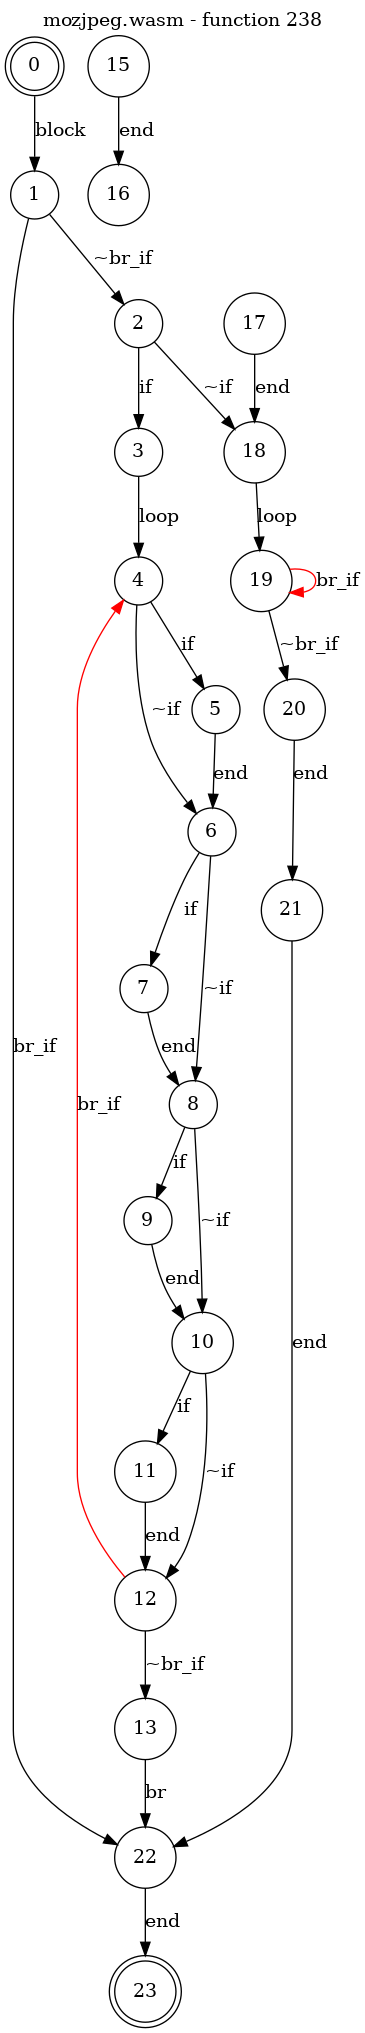 mozjpeg.wasm - function 238
0
15
block
end
1
16
~br_if
2
17
if
~if
end
3
18
loop
loop
4
19
br_if
if
~br_if
~if
5
20
end
end
6
21
if
~if
7
br_if
end
br_if
8
if
~if
9
end
end
10
if
~if
11
end
12
~br_if
13
br
22
end
23